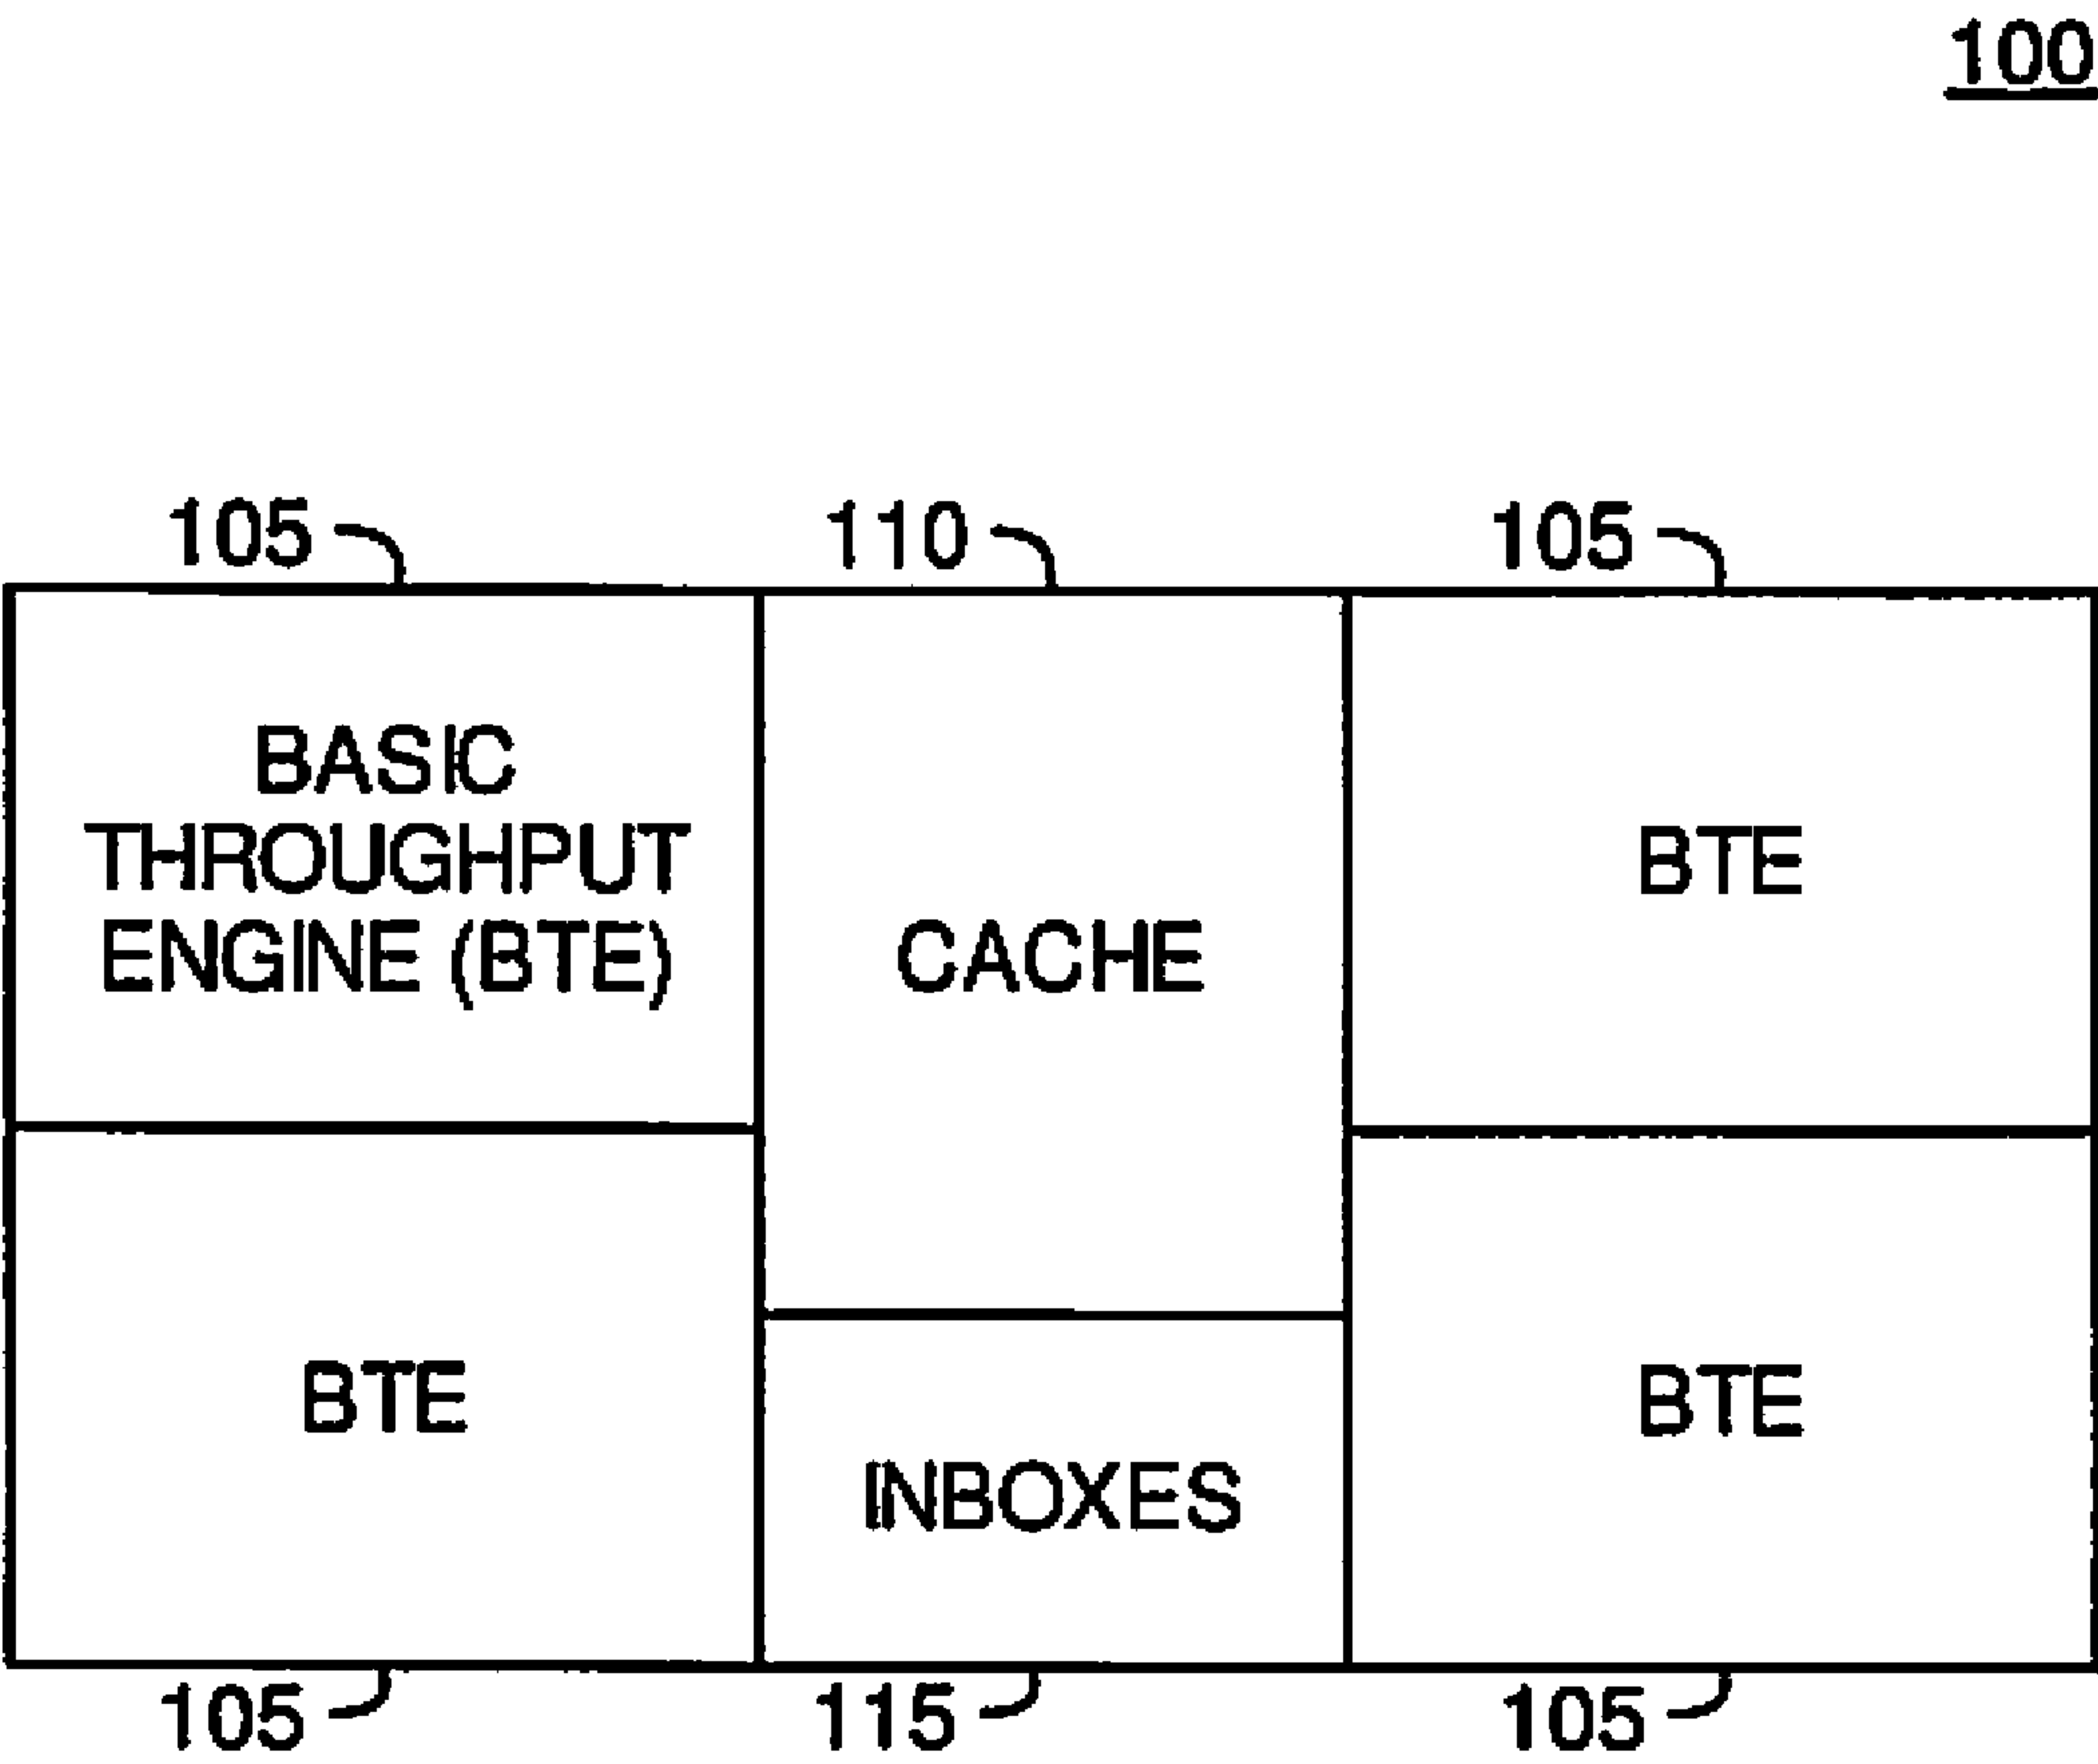 100
105
110
105
BASIC
THROUGHPUT
ENGINE (BTE)
CACHE
BTE
BTE
INBOXES
BTE
105
115
105